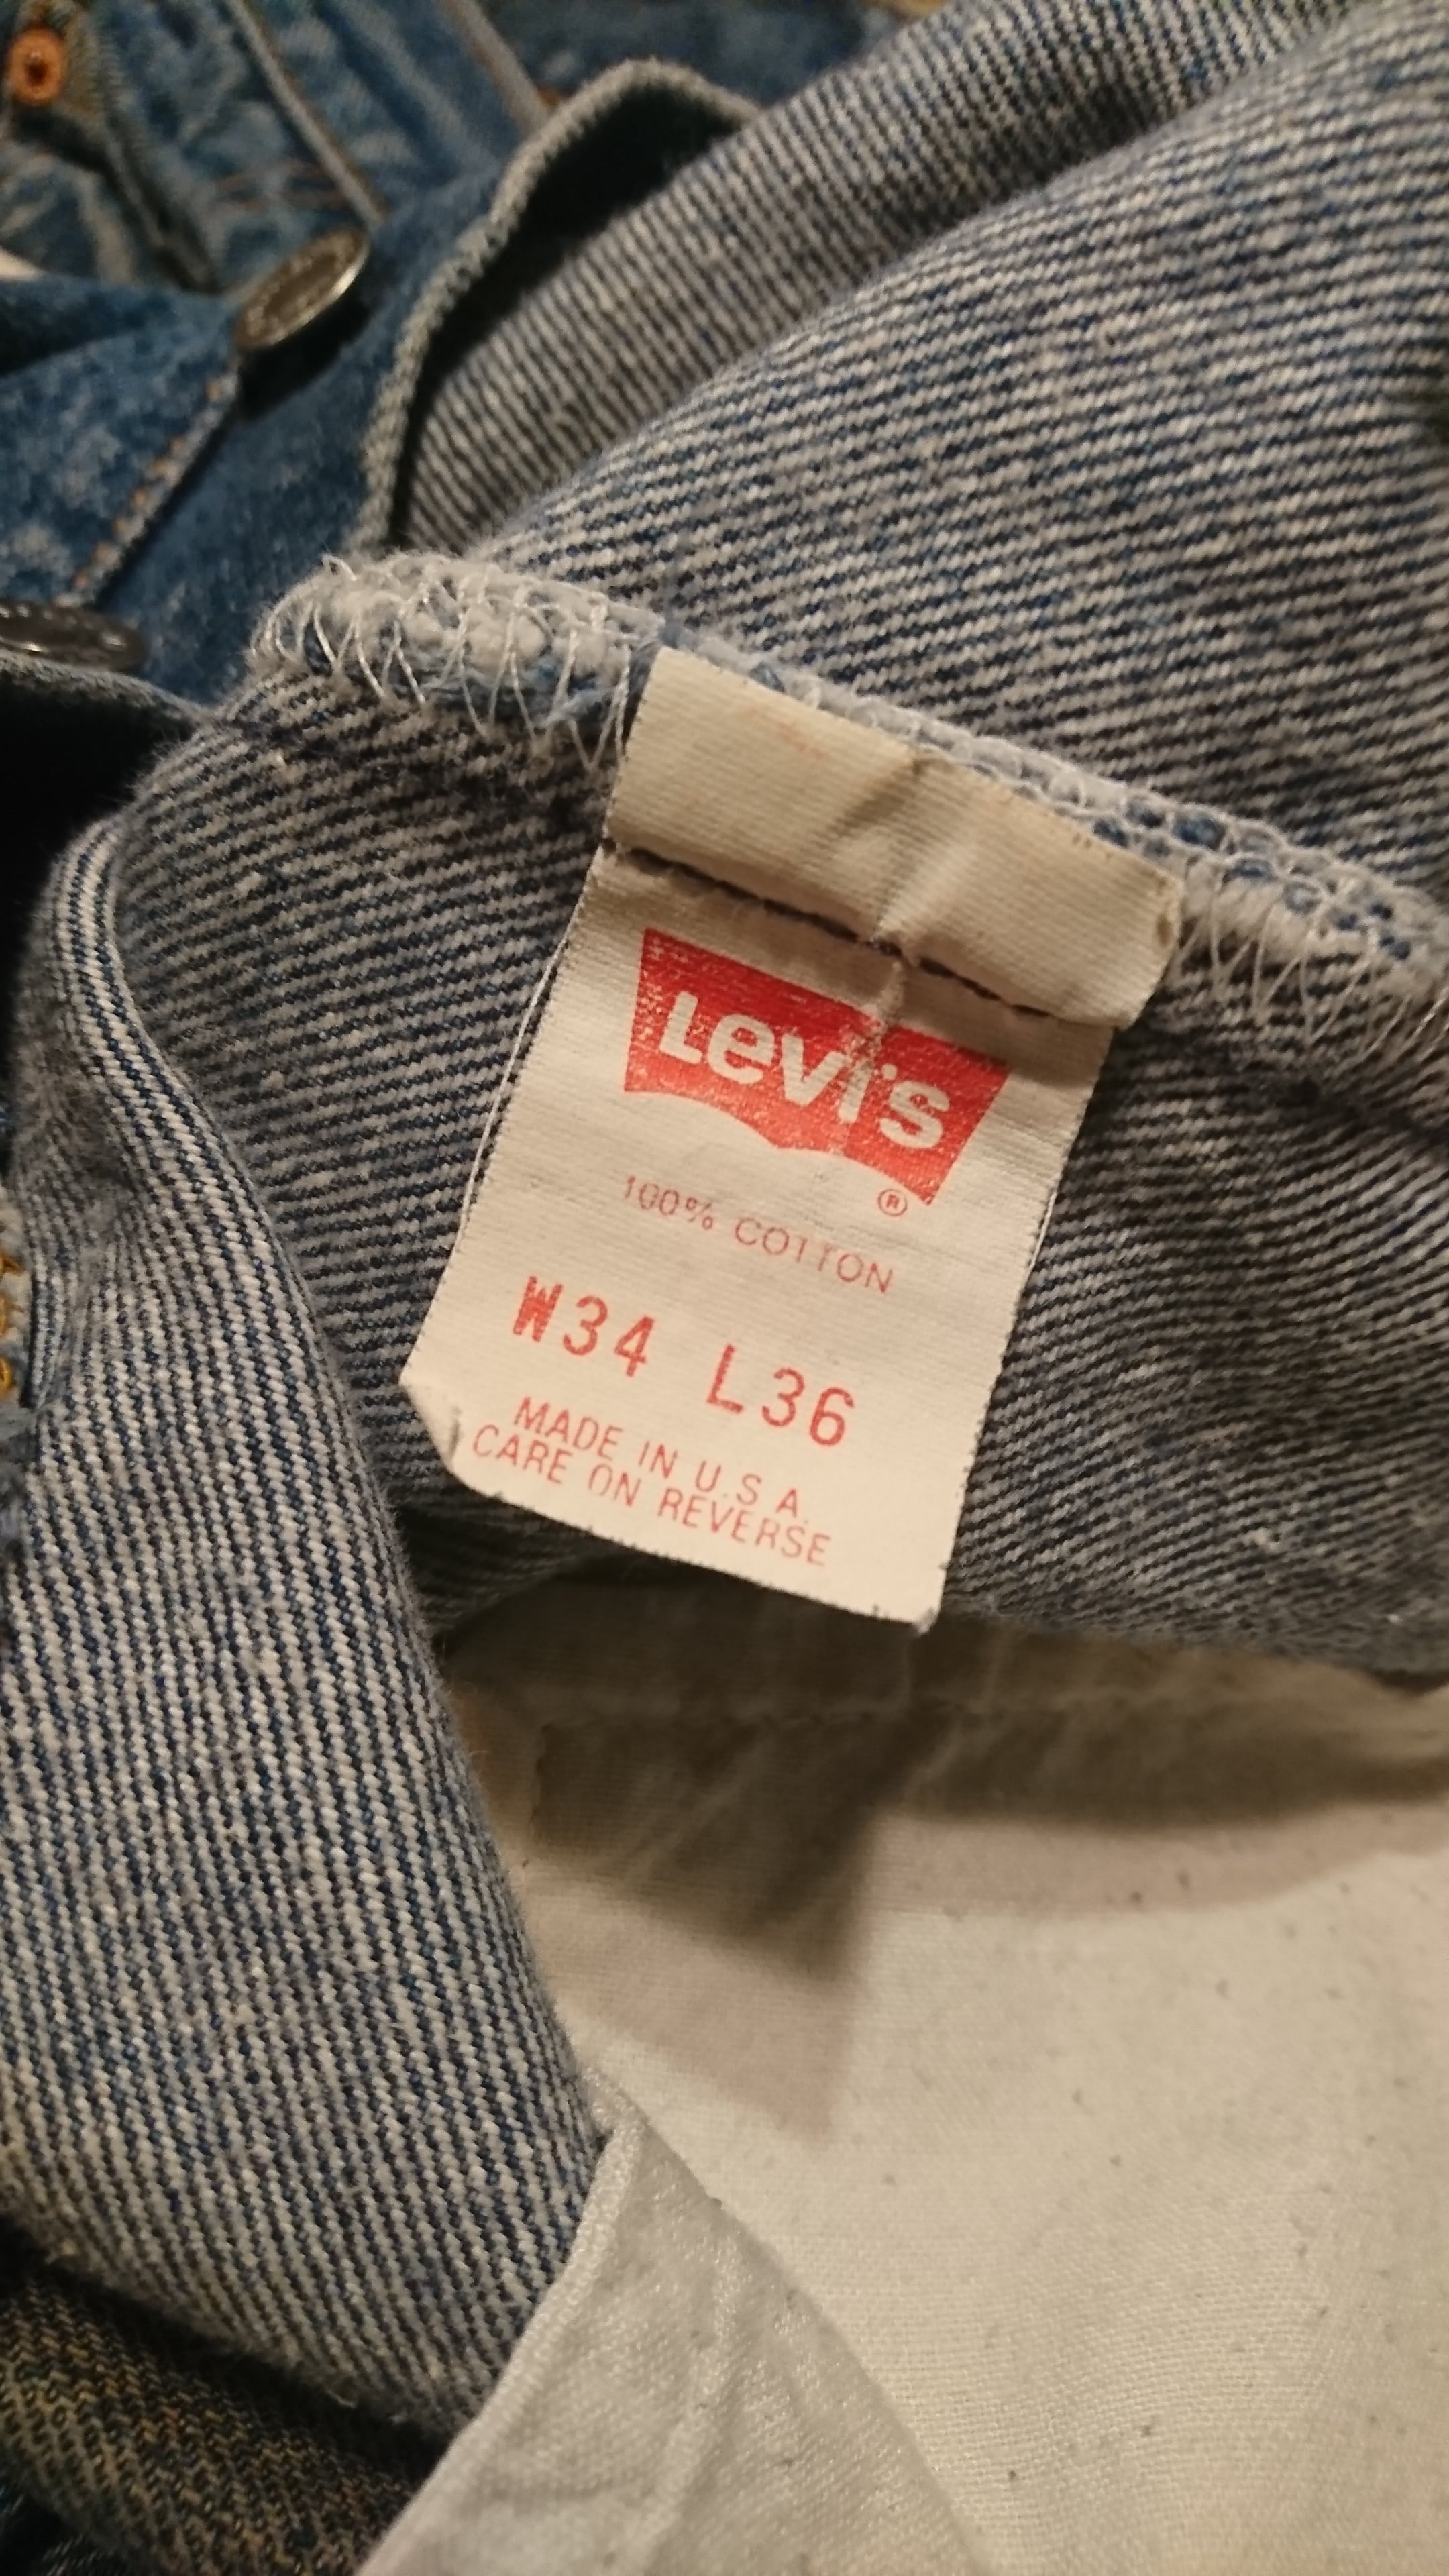 Levi's
®
100% COTTON
W34 L36
MADE IN U.S.A.
CARE ON REVERSE